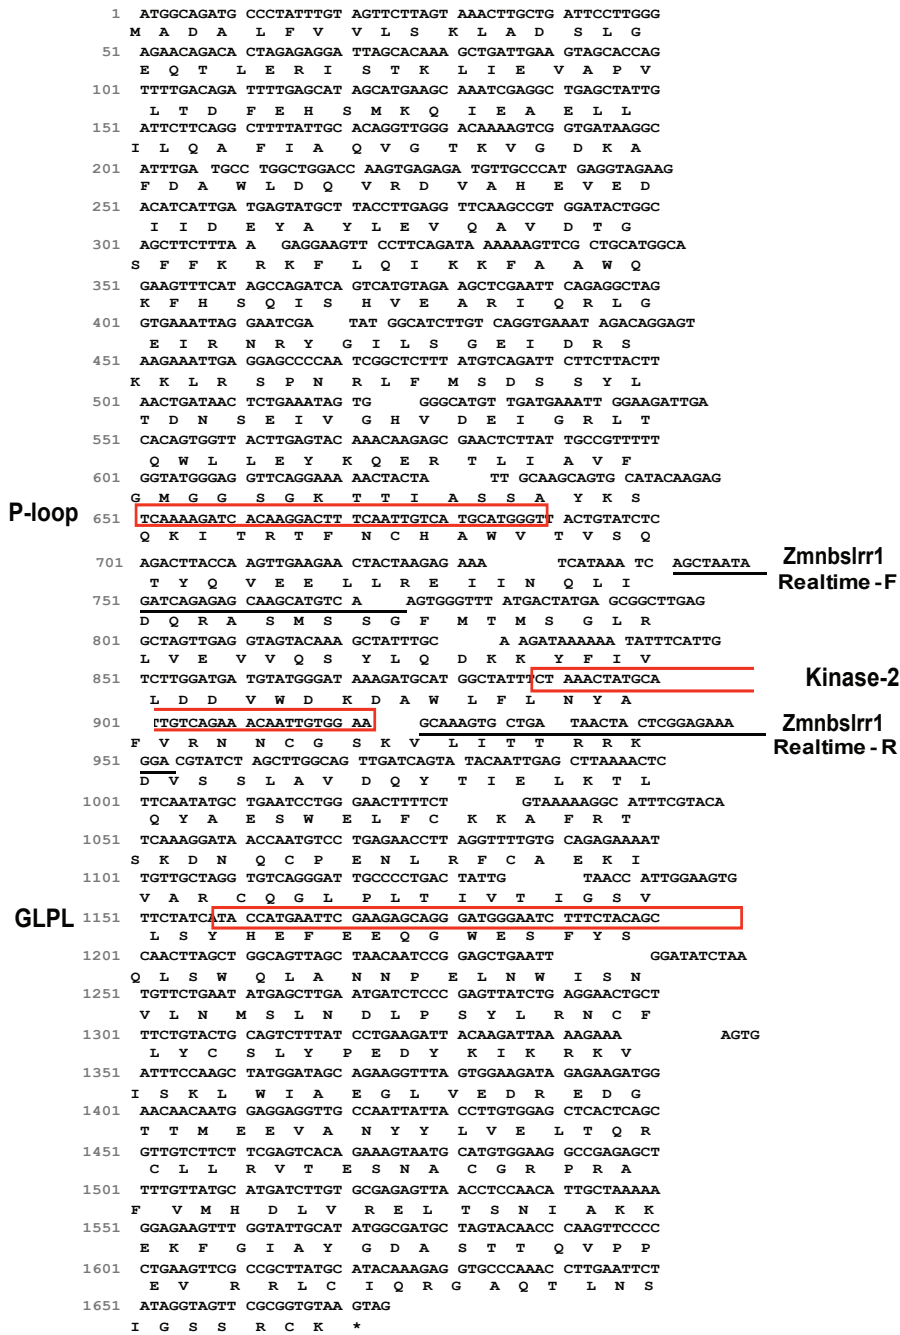 1 ATGGCAGATG CCCTATTTGT AGTTCTTAGT AAACTTGCTG ATTCCTTGGG
M A D A L F V V L S K L A D S L G
51 AGAACAGACA CTAGAGAGGA TTAGCACAAA GCTGATTGAA GTAGCACCAG
E Q T L E R I S T K L I E V A P V
101 TTTTGACAGA TTTTGAGCAT AGCATGAAGC AAATCGAGGC TGAGCTATTG
L T D F E H S M K Q I E A E L L
151 ATTCTTCAGG CTTTTATTGC ACAGGTTGGG ACAAAAGTCG GTGATAAGGC
I L Q A F I A Q V G T K V G D K A
201 ATTTGA TGCC TGGCTGGACC AAGTGAGAGA TGTTGCCCAT GAGGTAGAAG
F D A W L D Q V R D V A H E V E D
251 ACATCATTGA TGAGTATGCT TACCTTGAGG TTCAAGCCGT GGATACTGGC
I I D E Y A Y L E V Q A V D T G
301 AGCTTCTTTA A GAGGAAGTT CCTTCAGATA AAAAAGTTCG CTGCATGGCA
S F F K R K F L Q I K K F A A W Q
351 GAAGTTTCAT AGCCAGATCA GTCATGTAGA AGCTCGAATT CAGAGGCTAG
K F H S Q I S H V E A R I Q R L G
401 GTGAAATTAG GAATCGA TAT GGCATCTTGT CAGGTGAAAT AGACAGGAGT
E I R N R Y G I L S G E I D R S
451 AAGAAATTGA GGAGCCCCAA TCGGCTCTTT ATGTCAGATT CTTCTTACTT
K K L R S P N R L F M S D S S Y L
501 AACTGATAAC TCTGAAATAG TG GGGCATGT TGATGAAATT GGAAGATTGA
T D N S E I V G H V D E I G R L T
551 CACAGTGGTT ACTTGAGTAC AAACAAGAGC GAACTCTTAT TGCCGTTTTT
Q W L L E Y K Q E R T L I A V F
601 GGTATGGGAG GTTCAGGAAA AACTACTA TT GCAAGCAGTG CATACAAGAG
G M G G S G K T T I A S S A Y K S
P-loop 651 TCAAAAGATC ACAAGGACTT TCAATTGTCA TGCATGGGTT ACTGTATCTC
Q K I T R T F N C H A W V T V S Q
701 AGACTTACCA AGTTGAAGAA CTACTAAGAG AAA TCATAAA TC AGCTAATA Zmnbslrr1 Realtime -F
T Y Q V E E L L R E I I N Q L I
751 GATCAGAGAG CAAGCATGTC A AGTGGGTTT ATGACTATGA GCGGCTTGAG
D Q R A S M S S G F M T M S G L R
801 GCTAGTTGAG GTAGTACAAA GCTATTTGC A AGATAAAAAA TATTTCATTG
L V E V V Q S Y L Q D K K Y F I V
851 TCTTGGATGA TGTATGGGAT AAAGATGCAT GGCTATTTCT AAACTATGCA Kinase-2
L D D V W D K D A W L F L N Y A
901 TTGTCAGAAA ACAATTGTGG AA GCAAAGTG CTGA TAACTA CTCGGAGAAA Zmnbslrr1 Realtime - R
F V R N N C G S K V L I T T R R K
951 GGA CGTATCT AGCTTGGCAG TTGATCAGTA TACAATTGAG CTTAAAACTC
D V S S L A V D Q Y T I E L K T L
1001 TTCAATATGC TGAATCCTGG GAACTTTTCT GTAAAAAGGC ATTTCGTACA
Q Y A E S W E L F C K K A F R T
1051 TCAAAGGATA ACCAATGTCC TGAGAACCTT AGGTTTTGTG CAGAGAAAAT
S K D N Q C P E N L R F C A E K I
1101 TGTTGCTAGG TGTCAGGGAT TGCCCCTGAC TATTG TAACC ATTGGAAGTG
V A R C Q G L P L T I V T I G S V
GLPL 1151 TTCTATCATA CCATGAATTCG AAGAGCAGG GATGGGAATC TTTCTACAGC
L S Y H E F E E Q G W E S F Y S
1201 CAACTTAGCT GGCAGTTAGC TAACAATCCG GAGCTGAATT GGATATCTAA
Q L S W Q L A N N P E L N W I S N
1251 TGTTCTGAAT ATGAGCTTGA ATGATCTCCC GAGTTATCTG AGGAACTGCT
V L N M S L N D L P S Y L R N C F
1301 TTCTGTACTG CAGTCTTTAT CCTGAAGATT ACAAGATTAA AAGAAA AGTG
L Y C S L Y P E D Y K I K R K V
1351 ATTTCCAAGC TATGGATAGC AGAAGGTTTA GTGGAAGATA GAGAAGATGG
I S K L W I A E G L V E D R E D G
1401 AACAACAATG GAGGAGGTTG CCAATTATTA CCTTGTGGAG CTCACTCAGC
T T M E E V A N Y Y L V E L T Q R
1451 GTTGTCTTCT TCGAGTCACA GAAAGTAATG CATGTGGAAG GCCGAGAGCT
C L L R V T E S N A C G R P R A
1501 TTTGTTATGC ATGATCTTGT GCGAGAGTTA ACCTCCAACA TTGCTAAAAA
F V M H D L V R E L T S N I A K K
1551 GGAGAAGTTT GGTATTGCAT ATGGCGATGC TAGTACAACC CAAGTTCCCC
E K F G I A Y G D A S T T Q V P P
1601 CTGAAGTTCG CCGCTTATGC ATACAAAGAG GTGCCCAAAC CCTTGAATTCT
E V R R L C I Q R G A Q T L N S
1651 ATAGGTAGTT CGCGGTGTAA GTAG
I G S S R C K *